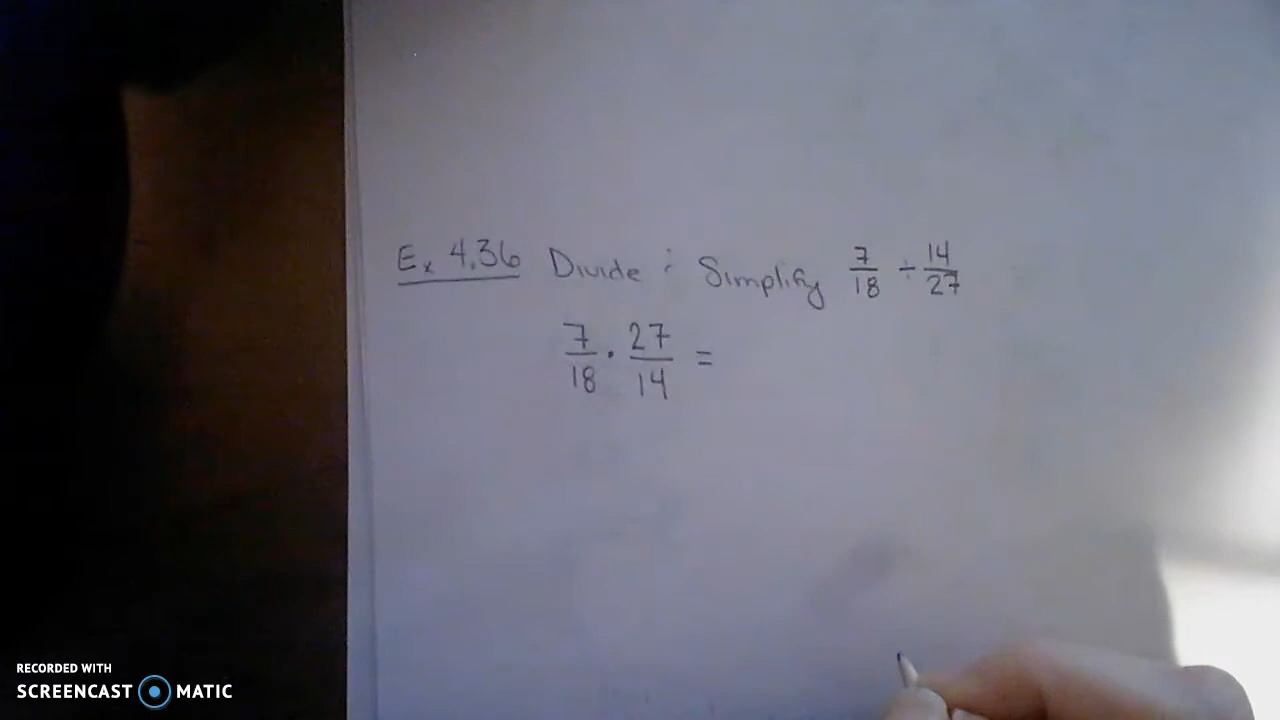 Ex 4.36 Divide & Simplify 7/18 ÷ 14/27
7/18 · 27/14 =
RECORDED WITH
SCREENCAST MATIC